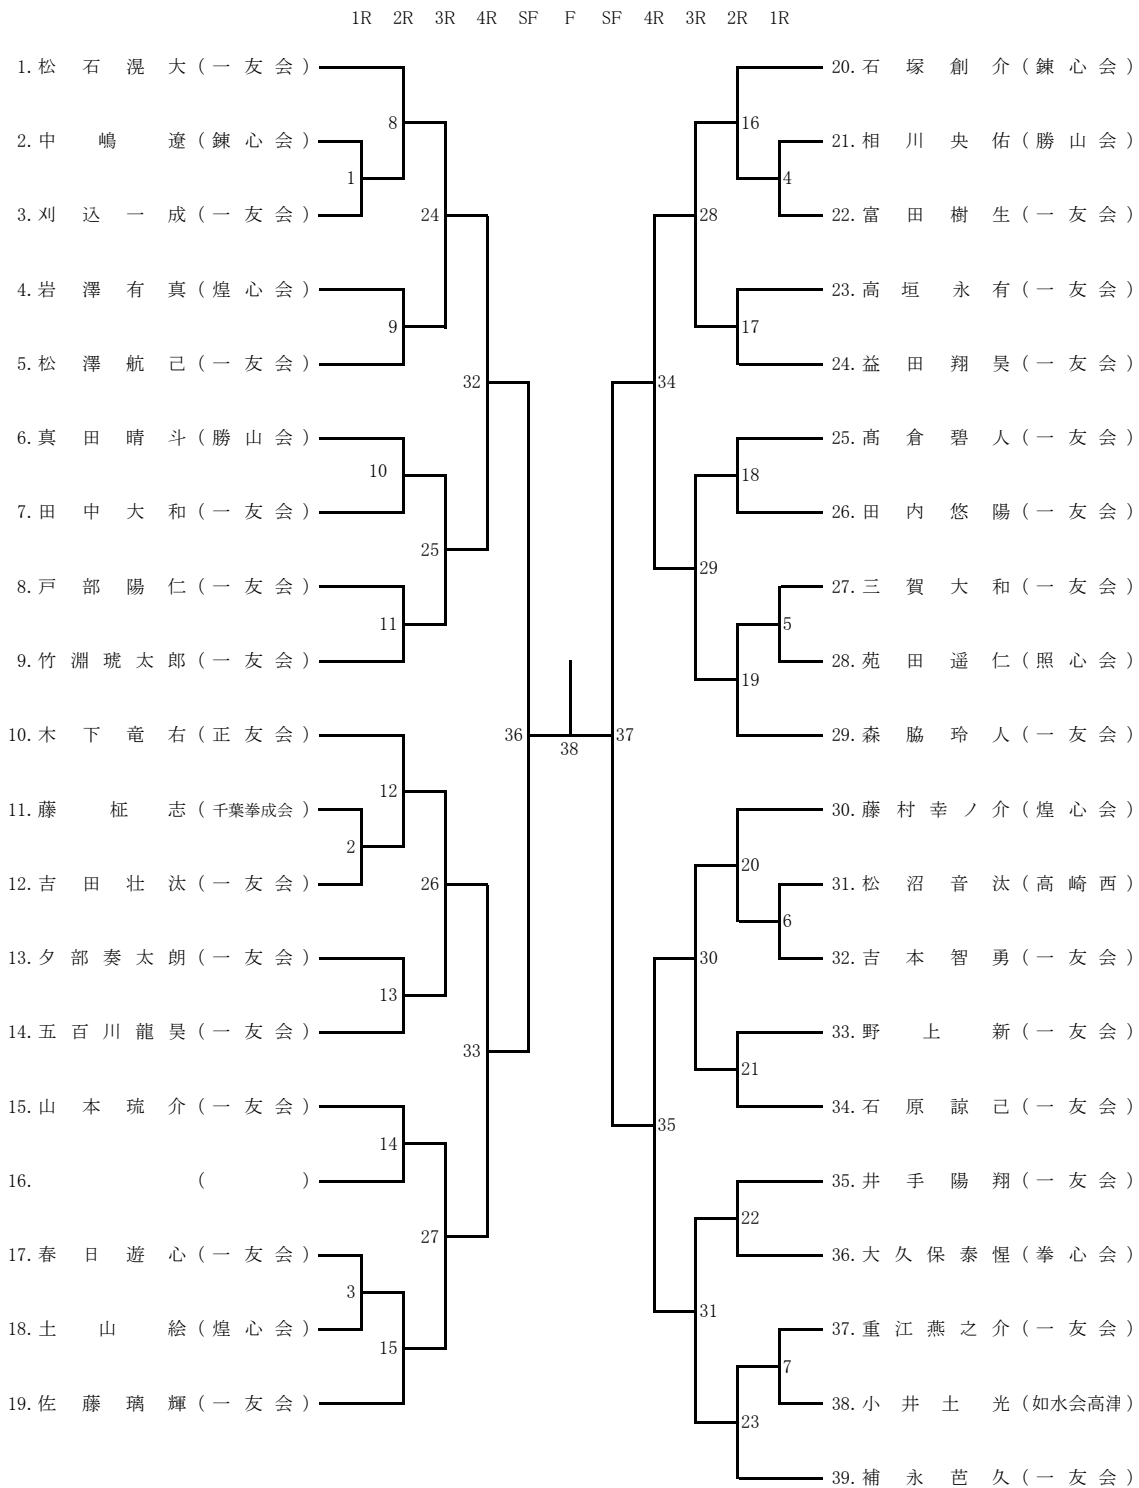 1R 2R 3R 4R SF F SF 4R 3R 2R 1R
1. 松石滉大 (一友会)
8
2. 中嶋遼 (錬心会)
1
3. 刈込一成 (一友会)
24
4. 岩澤有真 (煌心会)
9
5. 松澤航己 (一友会)
32
6. 真田晴斗 (勝山会)
10
7. 田中大和 (一友会)
25
8. 戸部陽仁 (一友会)
11
9. 竹淵琥太郎 (一友会)
36
10. 木下竜右 (正友会)
12
11. 藤柾志 (千葉拳成会)
2
12. 吉田壮汰 (一友会)
26
13. 夕部奏太朗 (一友会)
13
14. 五百川龍昊 (一友会)
33
15. 山本琉介 (一友会)
14
16. ( )
27
17. 春日遊心 (一友会)
3
18. 土山絵 (煌心会)
15
19. 佐藤璃輝 (一友会)
38
20. 石塚創介 (錬心会)
16
21. 相川央佑 (勝山会)
4
22. 富田樹生 (一友会)
28
23. 高垣永有 (一友会)
17
24. 益田翔昊 (一友会)
34
25. 髙倉碧人 (一友会)
18
26. 田内悠陽 (一友会)
29
27. 三賀大和 (一友会)
5
28. 苑田遥仁 (照心会)
19
29. 森脇玲人 (一友会)
37
30. 藤村幸ノ介 (煌心会)
20
31. 松沼音汰 (高崎西)
6
32. 吉本智勇 (一友会)
30
33. 野上新 (一友会)
21
34. 石原諒己 (一友会)
35
35. 井手陽翔 (一友会)
22
36. 大久保泰惺 (拳心会)
31
37. 重江燕之介 (一友会)
7
38. 小井土光 (如水会高津)
23
39. 補永芭久 (一友会)